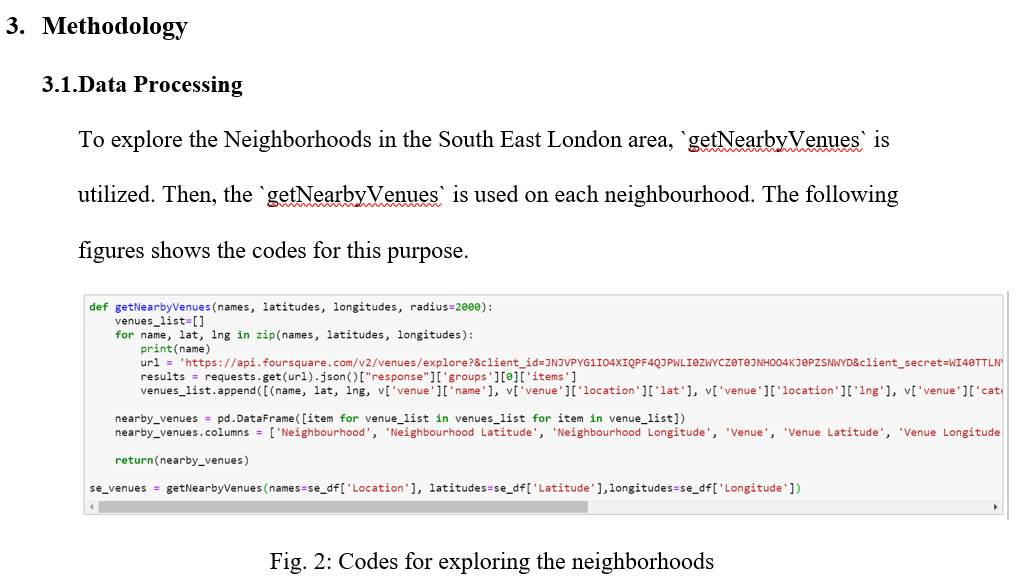 3. Methodology
3.1.Data Processing
To explore the Neighborhoods in the South East London area, `getNearbyVenues` is
utilized. Then, the `getNearbyVenues` is used on each neighbourhood. The following
figures shows the codes for this purpose.
def getNearbyVenues(names, latitudes, longitudes, radius=2000):
    venues_list=[]
    for name, lat, lng in zip(names, latitudes, longitudes):
        print(name)
        url = 'https://api.foursquare.com/v2/venues/explore?&client_id=JNJVPYG1IO4XIQPF4QJPWLI0ZWYCZ0T0JNHOO4KJ0PZSNWYD&client_secret=WI40TTLN
        results = requests.get(url).json()["response"]['groups'][0]['items']
        venues_list.append([(name, lat, lng, v['venue']['name'], v['venue']['location']['lat'], v['venue']['location']['lng'], v['venue']['cat
    nearby_venues = pd.DataFrame([item for venue_list in venues_list for item in venue_list])
    nearby_venues.columns = ['Neighbourhood', 'Neighbourhood Latitude', 'Neighbourhood Longitude', 'Venue', 'Venue Latitude', 'Venue Longitude
    return(nearby_venues)
se_venues = getNearbyVenues(names=se_df['Location'], latitudes=se_df['Latitude'],longitudes=se_df['Longitude'])
Fig. 2: Codes for exploring the neighborhoods